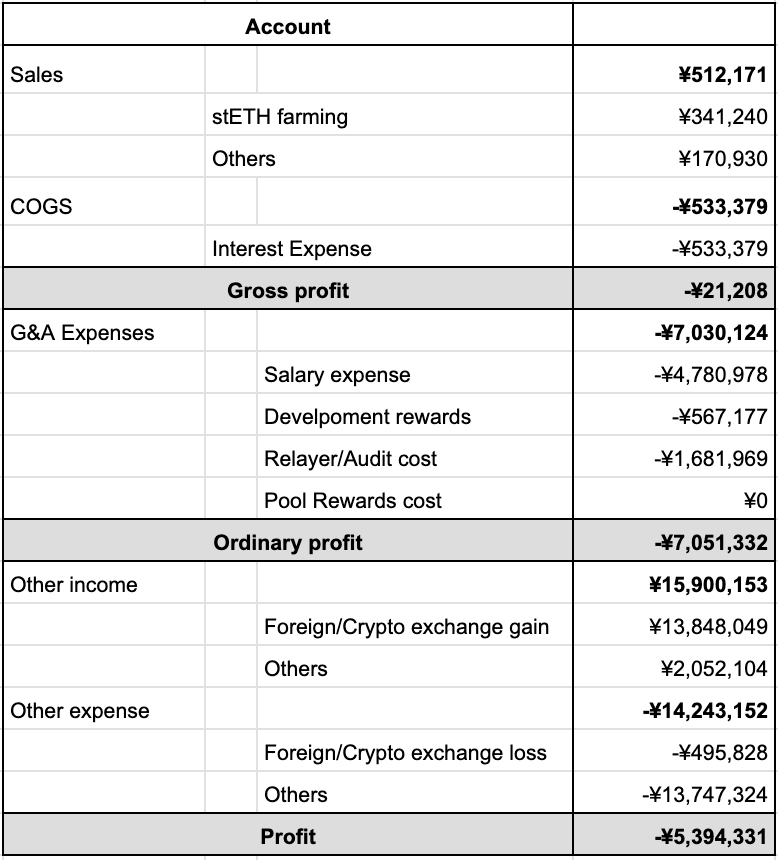 Account
Sales ¥512,171
stETH farming ¥341,240
Others ¥170,930
COGS -¥533,379
Interest Expense -¥533,379
Gross profit -¥21,208
G&A Expenses -¥7,030,124
Salary expense -¥4,780,978
Develpoment rewards -¥567,177
Relayer/Audit cost -¥1,681,969
Pool Rewards cost ¥0
Ordinary profit -¥7,051,332
Other income ¥15,900,153
Foreign/Crypto exchange gain ¥13,848,049
Others ¥2,052,104
Other expense -¥14,243,152
Foreign/Crypto exchange loss -¥495,828
Others -¥13,747,324
Profit -¥5,394,331